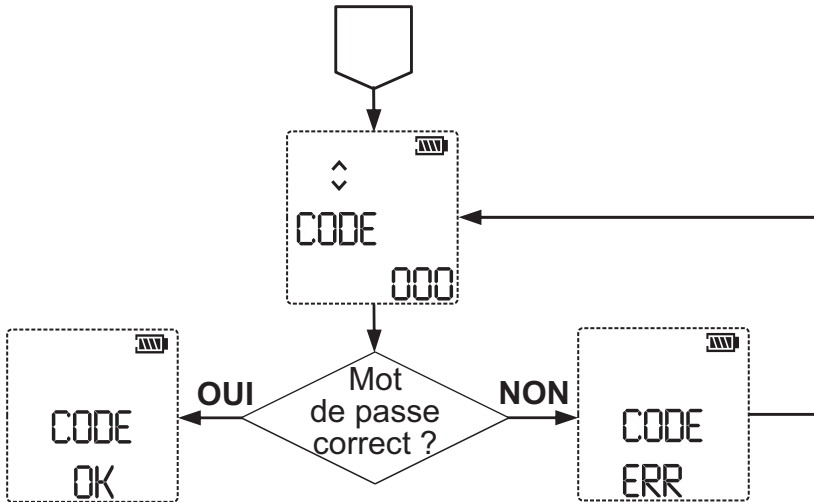 CODE
000
OUI
Mot
de passe
correct ?
NON
CODE
OK
CODE
ERR